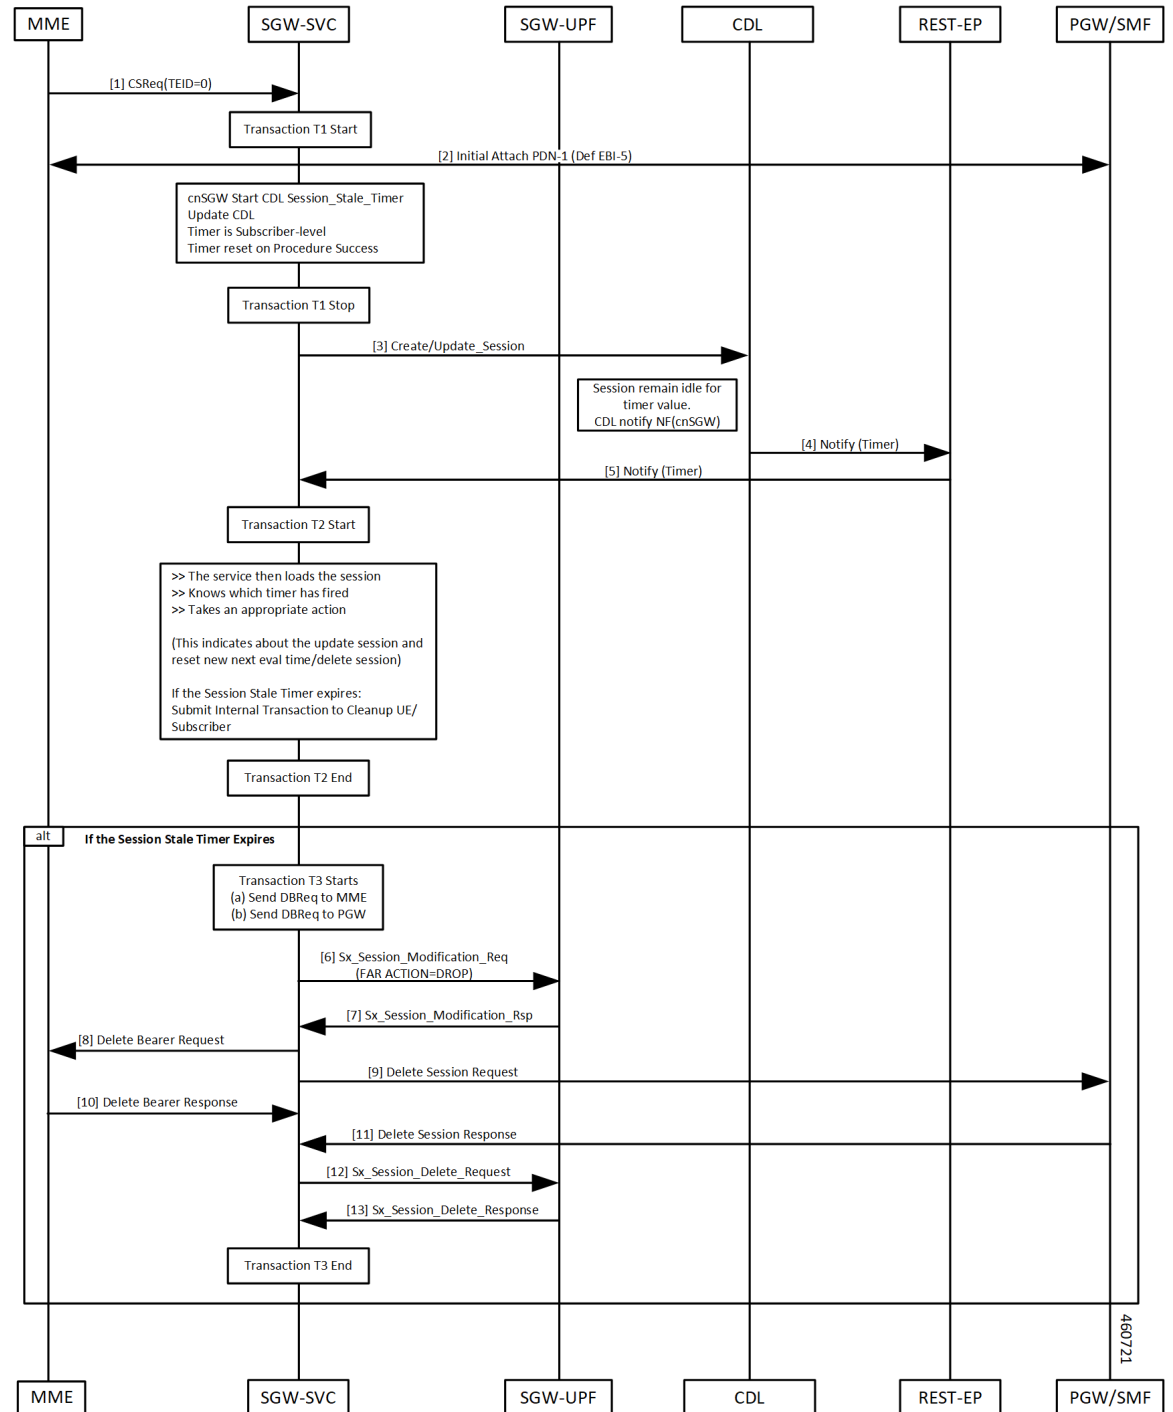 MME
SGW-SVC
SGW-UPF
CDL
REST-EP
PGW/SMF
[1] CSReq(TEID=0)
Transaction T1 Start
[2] Initial Attach PDN-1 (Def EBI-5)
cnSGW Start CDL Session_Stale_Timer
Update CDL
Timer is Subscriber-level
Timer reset on Procedure Success
Transaction T1 Stop
[3] Create/Update_Session
Session remain idle for
timer value.
CDL notify NF(cnSGW)
[4] Notify (Timer)
[5] Notify (Timer)
Transaction T2 Start
>> The service then loads the session
>> Knows which timer has fired
>> Takes an appropriate action
(This indicates about the update session and
reset new next eval time/delete session)
If the Session Stale Timer expires:
Submit Internal Transaction to Cleanup UE/
Subscriber
Transaction T2 End
alt
If the Session Stale Timer Expires
Transaction T3 Starts
(a) Send DBReq to MME
(b) Send DBReq to PGW
[6] Sx_Session_Modification_Req
(FAR ACTION=DROP)
[7] Sx_Session_Modification_Rsp
[8] Delete Bearer Request
[9] Delete Session Request
[10] Delete Bearer Response
[11] Delete Session Response
[12] Sx_Session_Delete_Request
[13] Sx_Session_Delete_Response
Transaction T3 End
460721
MME
SGW-SVC
SGW-UPF
CDL
REST-EP
PGW/SMF